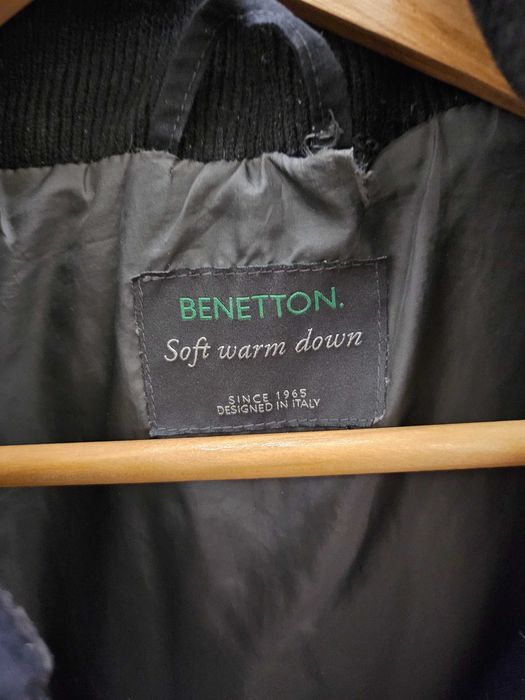 BENETTON.
Soft warm down
SINCE 1965
DESIGNED IN ITALY